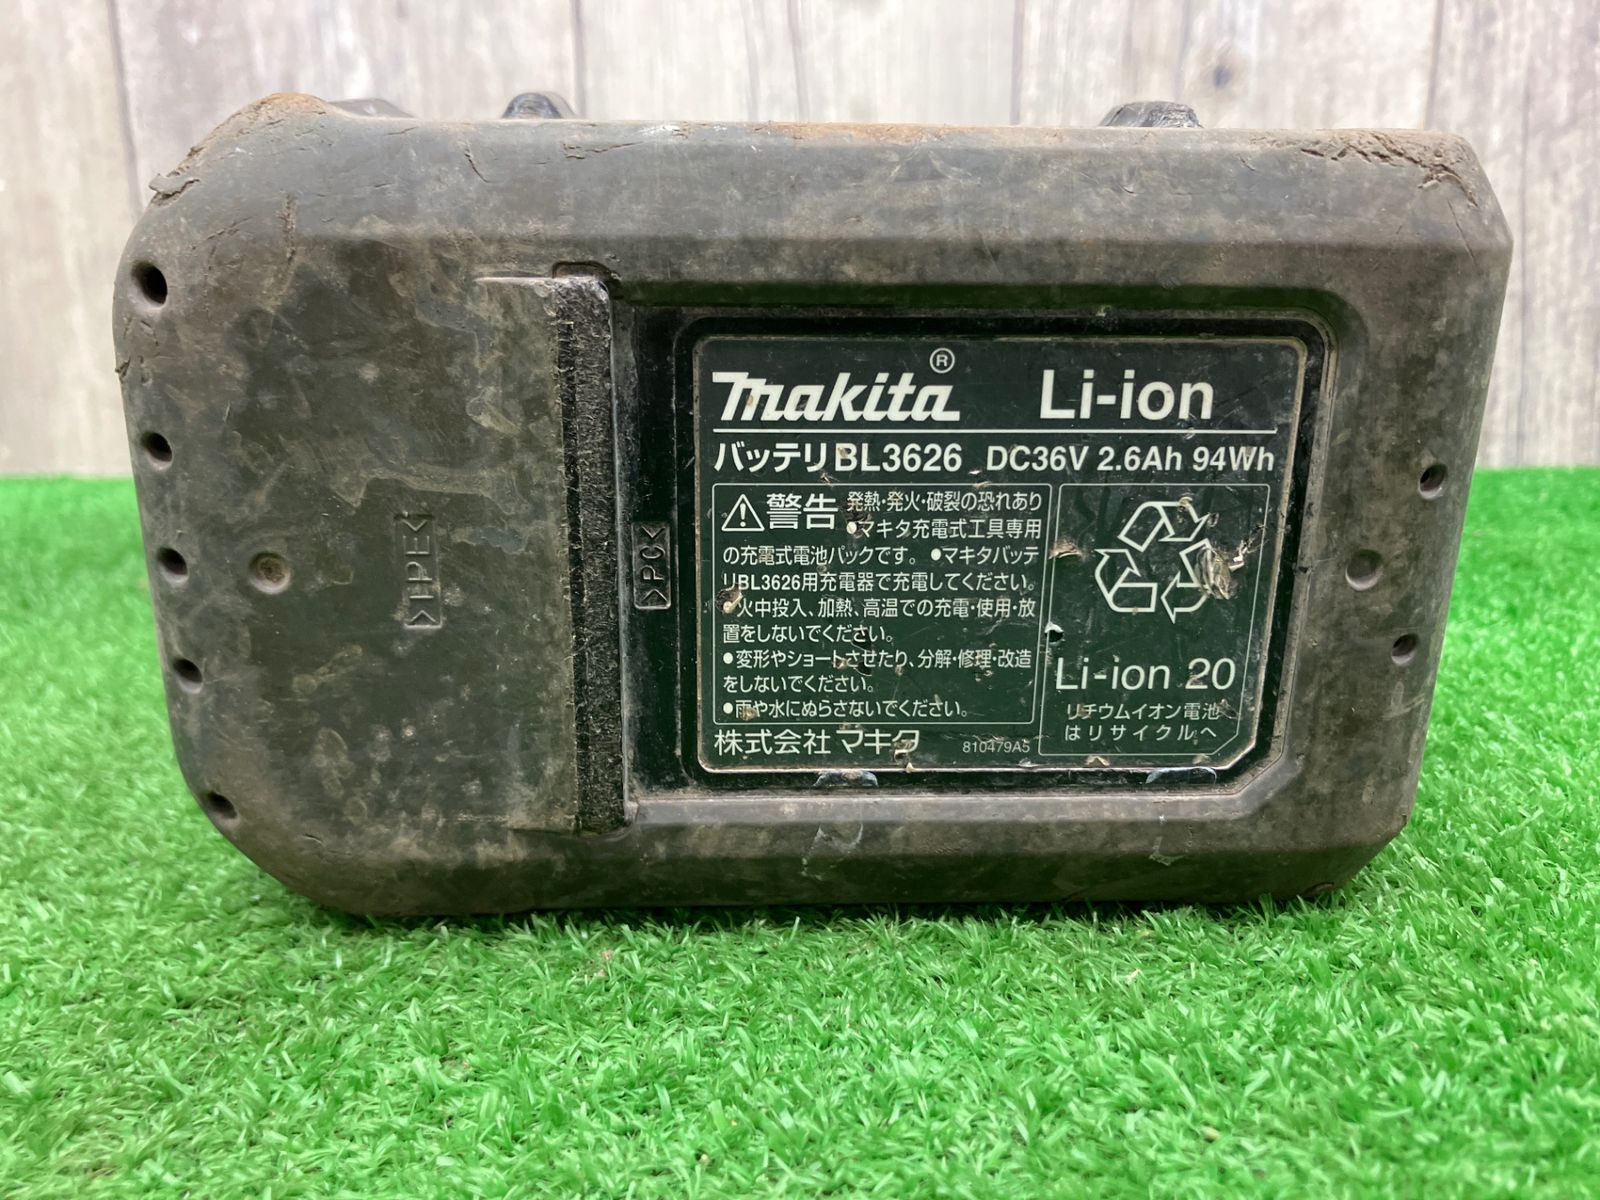 makita® Li-ion
バッテリBL3626 DC36V 2.6Ah 94Wh
⚠警告 発熱・発火・破裂の恐れあり
●マキタ充電式工具専用
の充電式電池パックです。●マキタバッテ
リBL3626用充電器で充電してください。
●火中投入、加熱、高温での充電・使用・放
置をしないでください。
●変形やショートさせたり、分解・修理・改造
をしないでください。
●雨や水にぬらさないでください。
Li-ion 20
リチウムイオン電池
はリサイクルへ
株式会社 マキタ 810479A5
>TPE<
>PC<